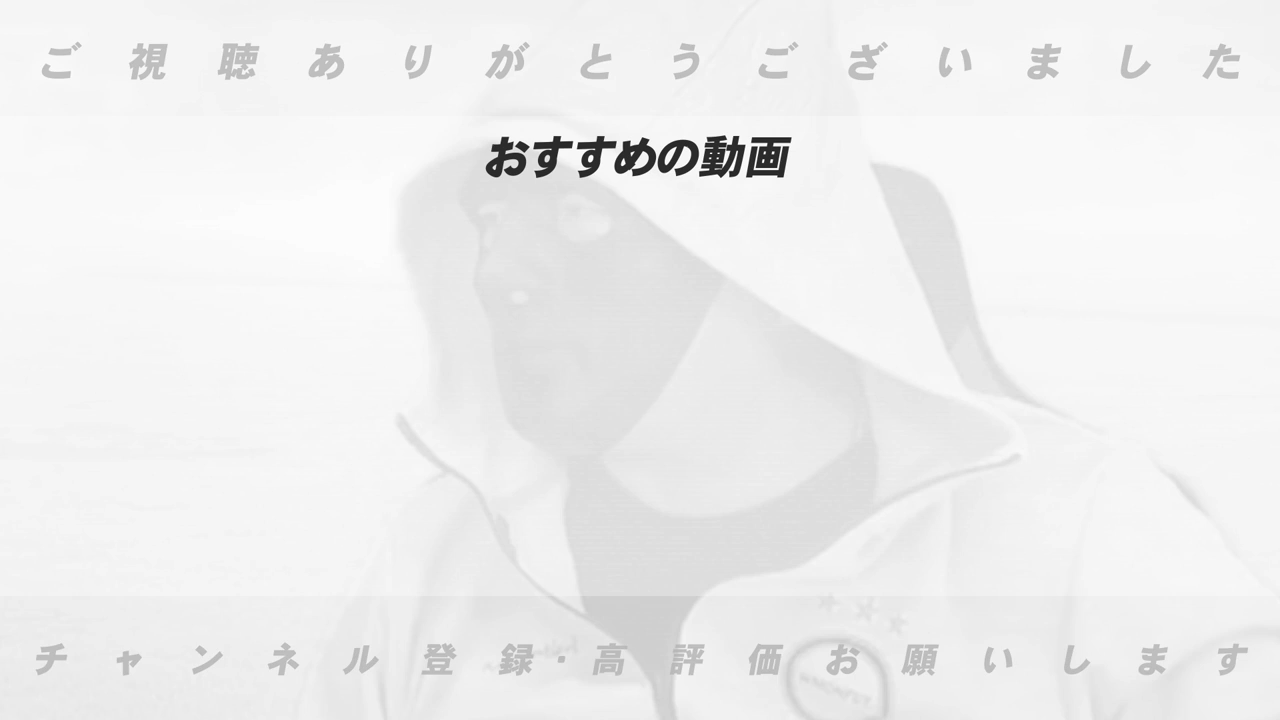 ご視聴ありがとうございました
おすすめの動画
チャンネル登録・高評価お願いします